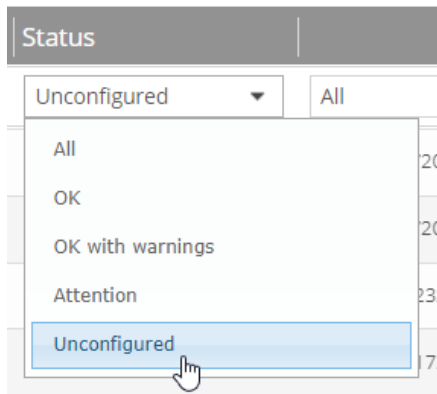 Status
Unconfigured
All
All
OK
OK with warnings
Attention
Unconfigured